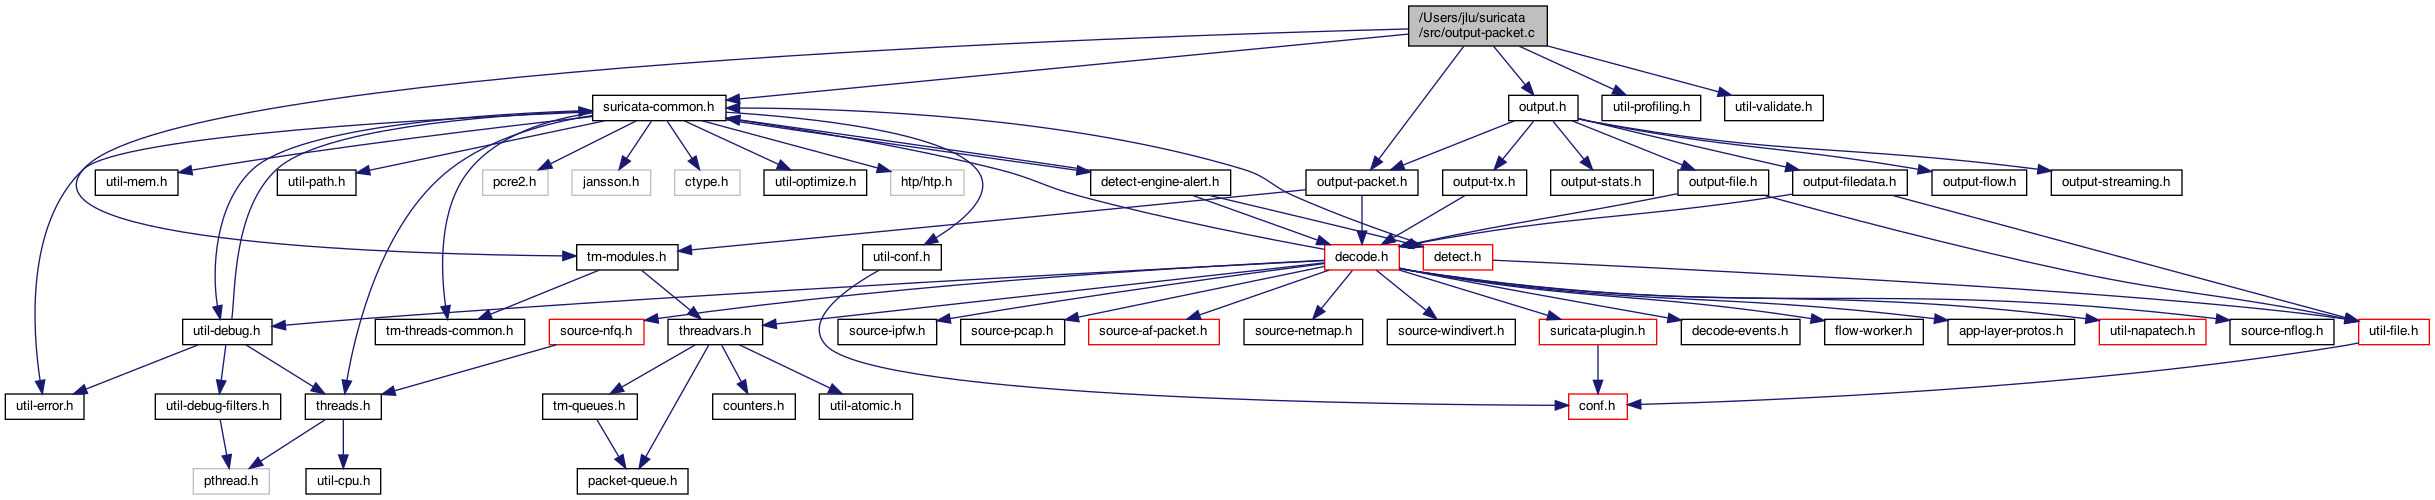 /Users/jlu/suricata
/src/output-packet.c
suricata-common.h
output.h
util-profiling.h
util-validate.h
util-mem.h
util-path.h
pcre2.h
jansson.h
ctype.h
util-optimize.h
htp/htp.h
detect-engine-alert.h
output-packet.h
output-tx.h
output-stats.h
output-file.h
output-filedata.h
output-flow.h
output-streaming.h
tm-modules.h
util-conf.h
decode.h
detect.h
util-debug.h
tm-threads-common.h
source-nfq.h
threadvars.h
source-ipfw.h
source-pcap.h
source-af-packet.h
source-netmap.h
source-windivert.h
suricata-plugin.h
decode-events.h
flow-worker.h
app-layer-protos.h
util-napatech.h
source-nflog.h
util-file.h
util-error.h
util-debug-filters.h
threads.h
tm-queues.h
counters.h
util-atomic.h
conf.h
pthread.h
util-cpu.h
packet-queue.h